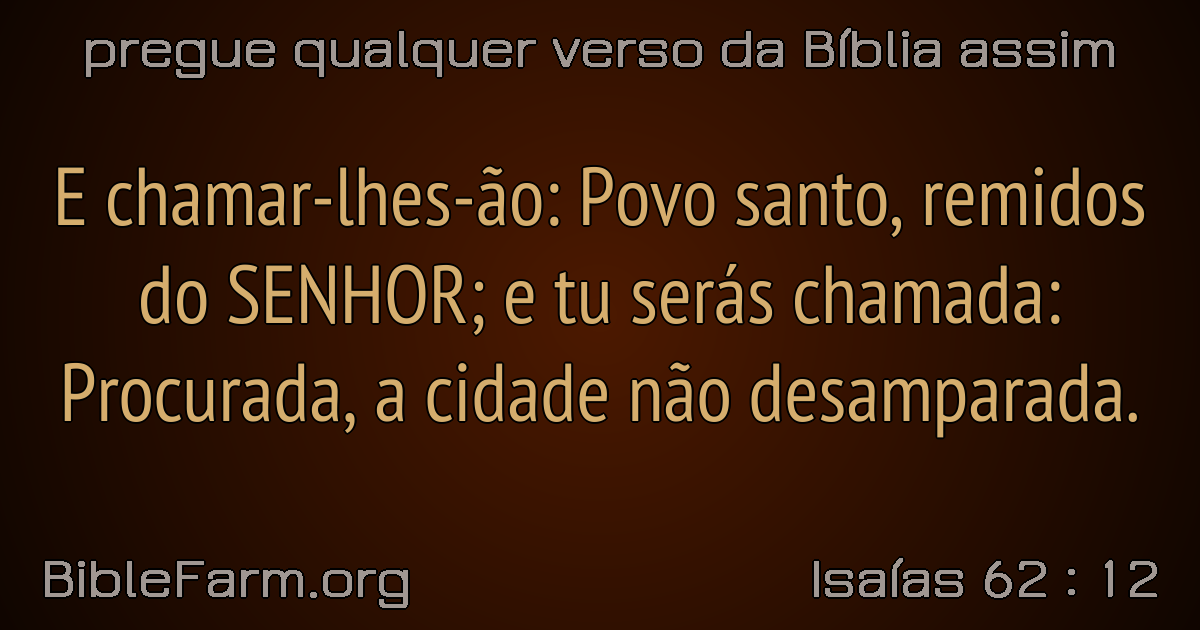 pregue qualquer verso da Bíblia assim
E chamar-lhes-ão: Povo santo, remidos
do SENHOR; e tu serás chamada:
Procurada, a cidade não desamparada.
BibleFarm.org
Isaías 62 : 12